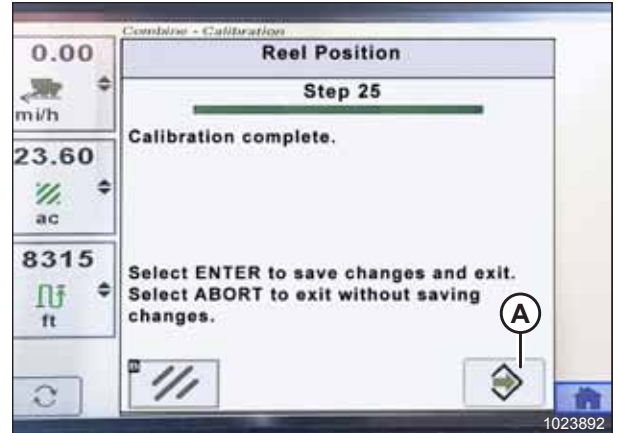 Combine - Calibration
0.00
mi/h
23.60
ac
8315
ft
Reel Position
Step 25
Calibration complete.
Select ENTER to save changes and exit.
Select ABORT to exit without saving
changes.
A
1023892